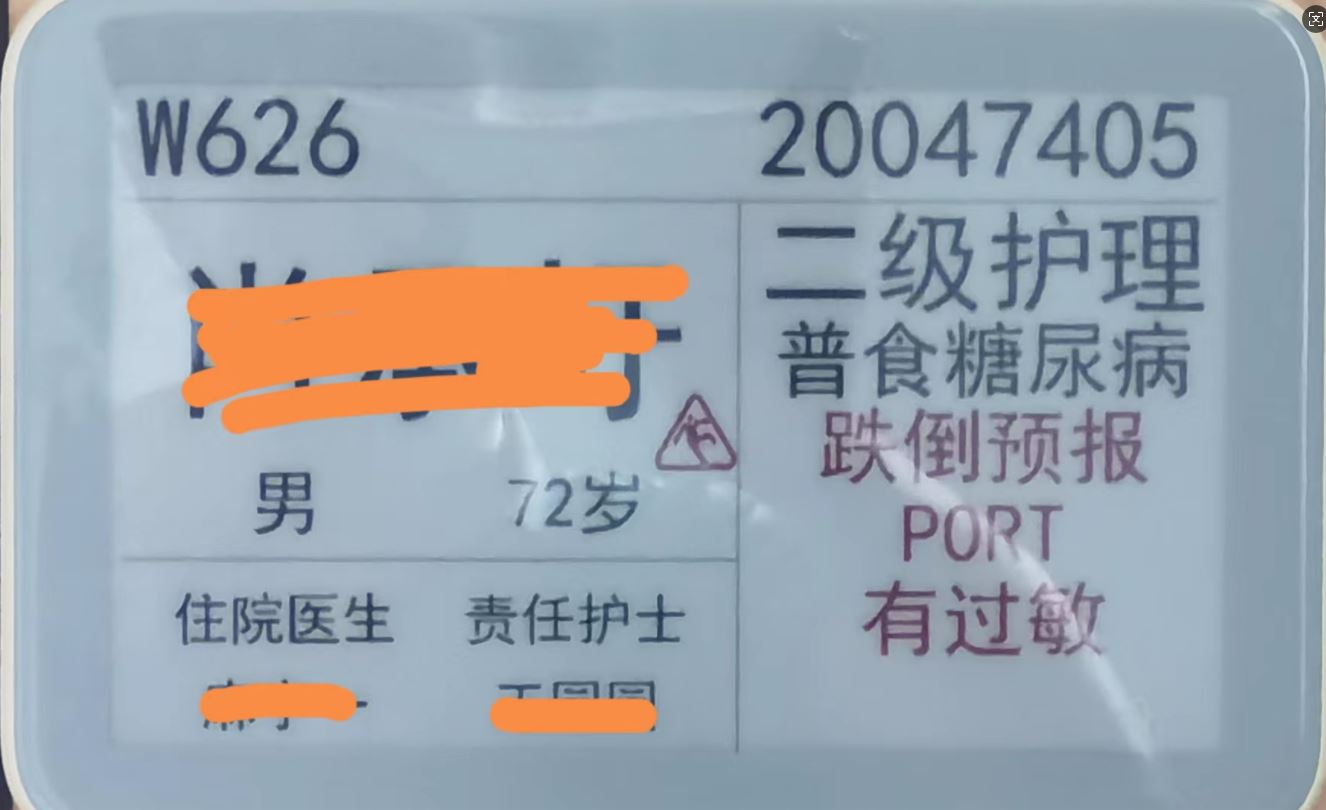 W626 20047405
二级护理
普食糖尿病
跌倒预报
PORT
有过敏
男 72岁
住院医生 责任护士